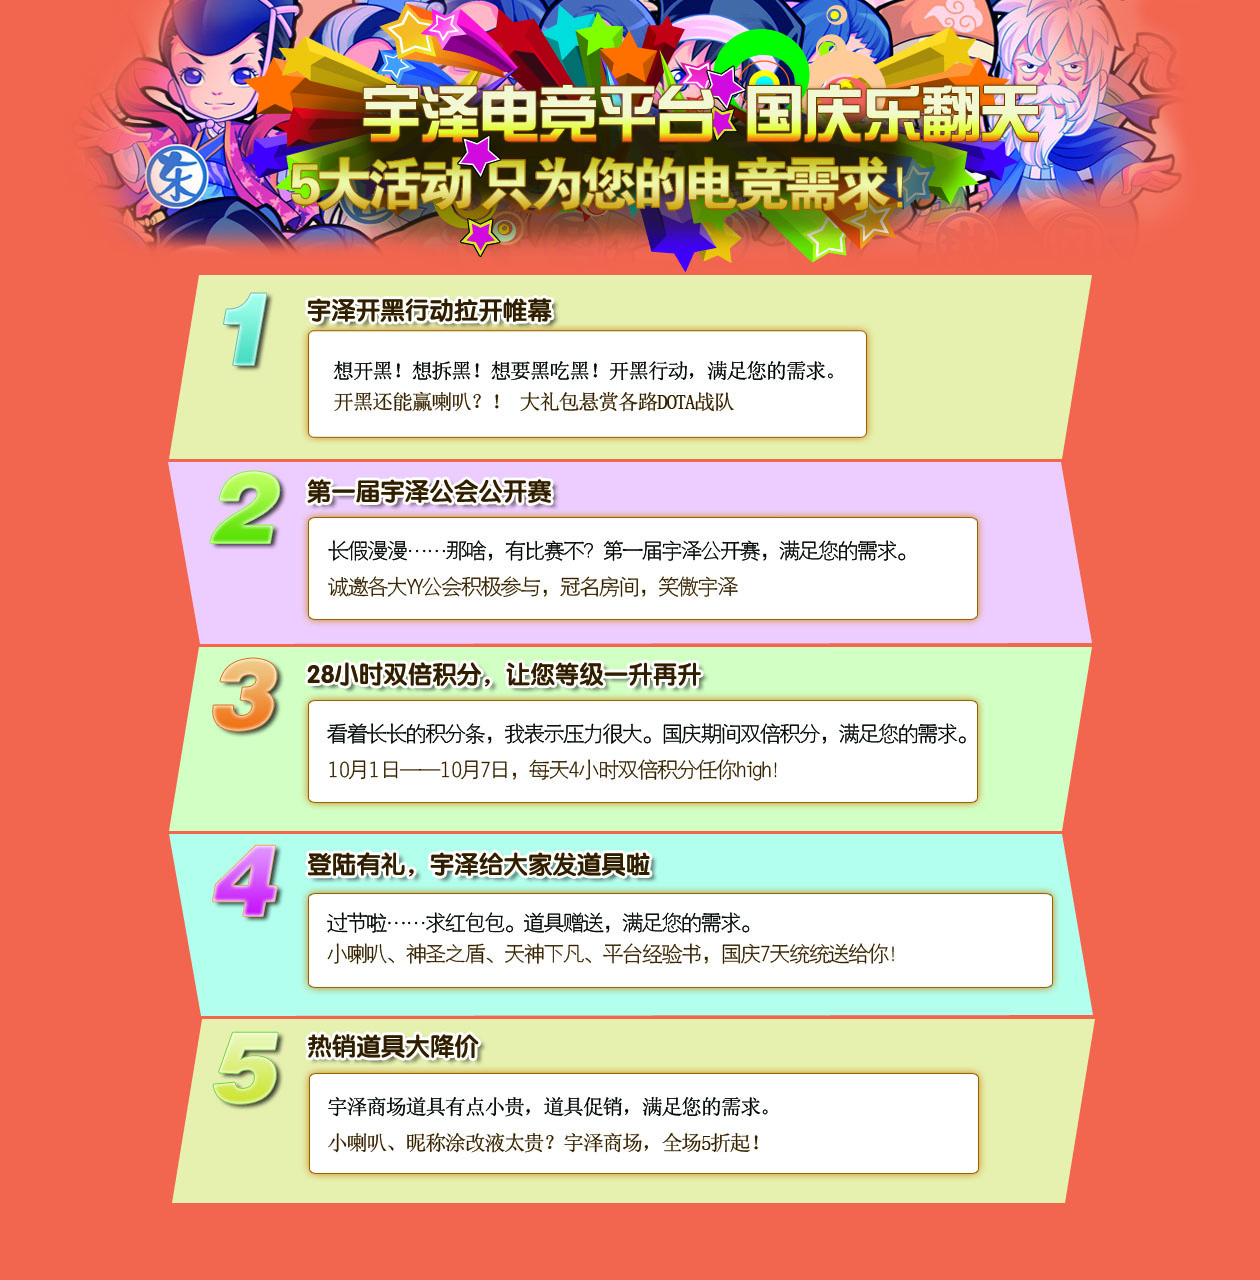 宇泽电竞平台 国庆乐翻天
5大活动 只为您的电竞需求!
东
1
宇泽开黑行动拉开帷幕
想开黑！想拆黑！想要黑吃黑！开黑行动，满足您的需求。
开黑还能赢喇叭？！ 大礼包悬赏各路DOTA战队
2
第一届宇泽公会公开赛
长假漫漫……那啥，有比赛不？第一届宇泽公开赛，满足您的需求。
诚邀各大YY公会积极参与，冠名房间，笑傲宇泽
3
28小时双倍积分，让您等级一升再升
看着长长的积分条，我表示压力很大。国庆期间双倍积分，满足您的需求。
10月1日——10月7日，每天4小时双倍积分任你high!
4
登陆有礼，宇泽给大家发道具啦
过节啦……求红包包。道具赠送，满足您的需求。
小喇叭、神圣之盾、天神下凡、平台经验书，国庆7天统统送给你!
5
热销道具大降价
宇泽商场道具有点小贵，道具促销，满足您的需求。
小喇叭、昵称涂改液太贵？宇泽商场，全场5折起！